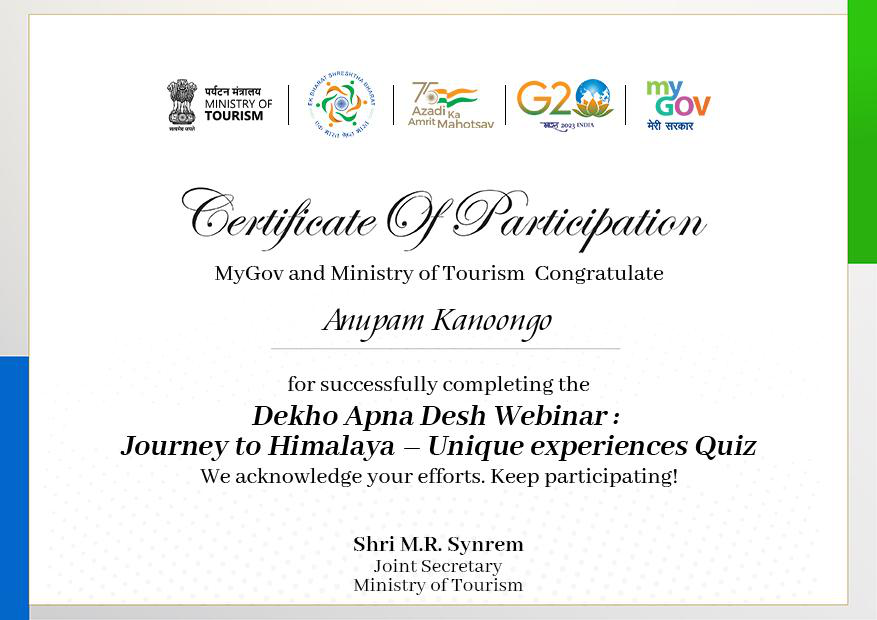 पर्यटन मंत्रालय
MINISTRY OF
TOURISM
सत्यमेव जयते
EK BHARAT SHRESHTHA BHARAT
एक भारत श्रेष्ठ भारत
75
Azadi Ka
Amrit Mahotsav
G20
भारत 2023 INDIA
my
GOV
मेरी सरकार
Certificate Of Participation
MyGov and Ministry of Tourism Congratulate
Anupam Kanoongo
for successfully completing the
Dekho Apna Desh Webinar :
Journey to Himalaya – Unique experiences Quiz
We acknowledge your efforts. Keep participating!
Shri M.R. Synrem
Joint Secretary
Ministry of Tourism